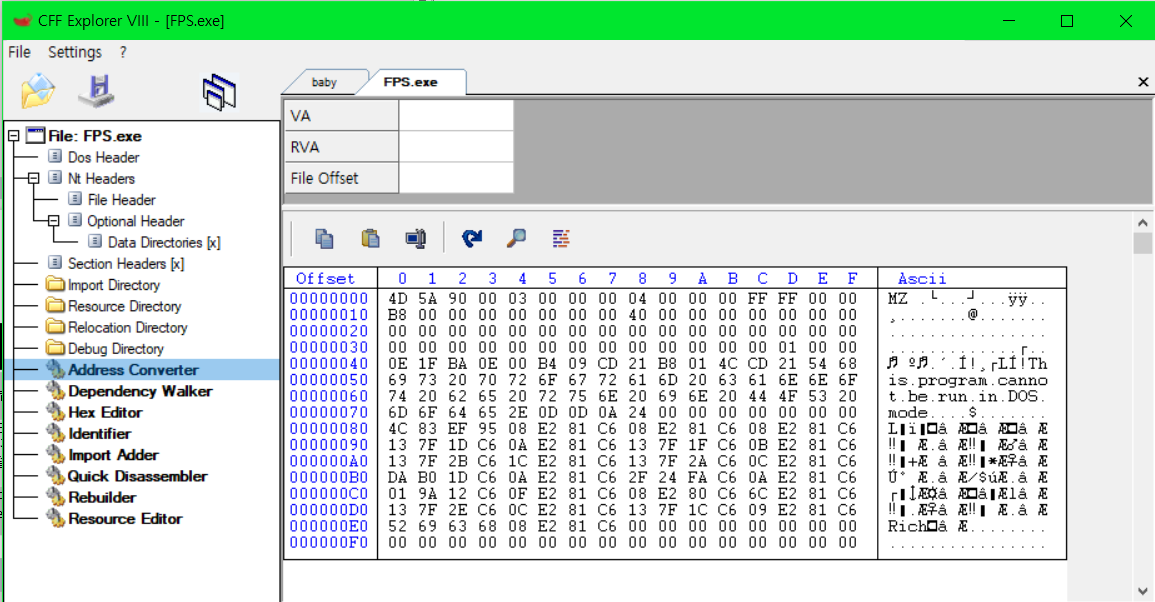 CFF Explorer VIII - [FPS.exe]
File Settings ?
baby FPS.exe
VA
RVA
File Offset
File: FPS.exe
Dos Header
Nt Headers
File Header
Optional Header
Data Directories [x]
Section Headers [x]
Import Directory
Resource Directory
Relocation Directory
Debug Directory
Address Converter
Dependency Walker
Hex Editor
Identifier
Import Adder
Quick Disassembler
Rebuilder
Resource Editor
Offset 0 1 2 3 4 5 6 7 8 9 A B C D E F Ascii
00000000 4D 5A 90 00 03 00 00 00 04 00 00 00 FF FF 00 00 MZ
00000010 B8 00 00 00 00 00 00 00 40 00 00 00 00 00 00 00 ¸.......@.......
00000020 00 00 00 00 00 00 00 00 00 00 00 00 00 00 00 00 ................
00000030 00 00 00 00 00 00 00 00 00 00 00 00 00 01 00 00
00000040 0E 1F BA 0E 00 B4 09 CD 21 B8 01 4C CD 21 54 68
00000050 69 73 20 70 72 6F 67 72 61 6D 20 63 61 6E 6E 6F is.program.canno
00000060 74 20 62 65 20 72 75 6E 20 69 6E 20 44 4F 53 20 t.be.run.in.DOS.
00000070 6D 6F 64 65 2E 0D 0D 0A 24 00 00 00 00 00 00 00 mode....$.......
00000080 4C 83 EF 95 08 E2 81 C6 08 E2 81 C6 08 E2 81 C6
00000090 13 7F 1D C6 0A E2 81 C6 13 7F 1F C6 0B E2 81 C6
000000A0 13 7F 2B C6 1C E2 81 C6 13 7F 2A C6 0C E2 81 C6
000000B0 DA B0 1D C6 0A E2 81 C6 2F 24 FA C6 0A E2 81 C6
000000C0 01 9A 12 C6 0F E2 81 C6 08 E2 80 C6 6C E2 81 C6
000000D0 13 7F 2E C6 0C E2 81 C6 13 7F 1C C6 09 E2 81 C6
000000E0 52 69 63 68 08 E2 81 C6 00 00 00 00 00 00 00 00 Rich
000000F0 00 00 00 00 00 00 00 00 00 00 00 00 00 00 00 00 ................